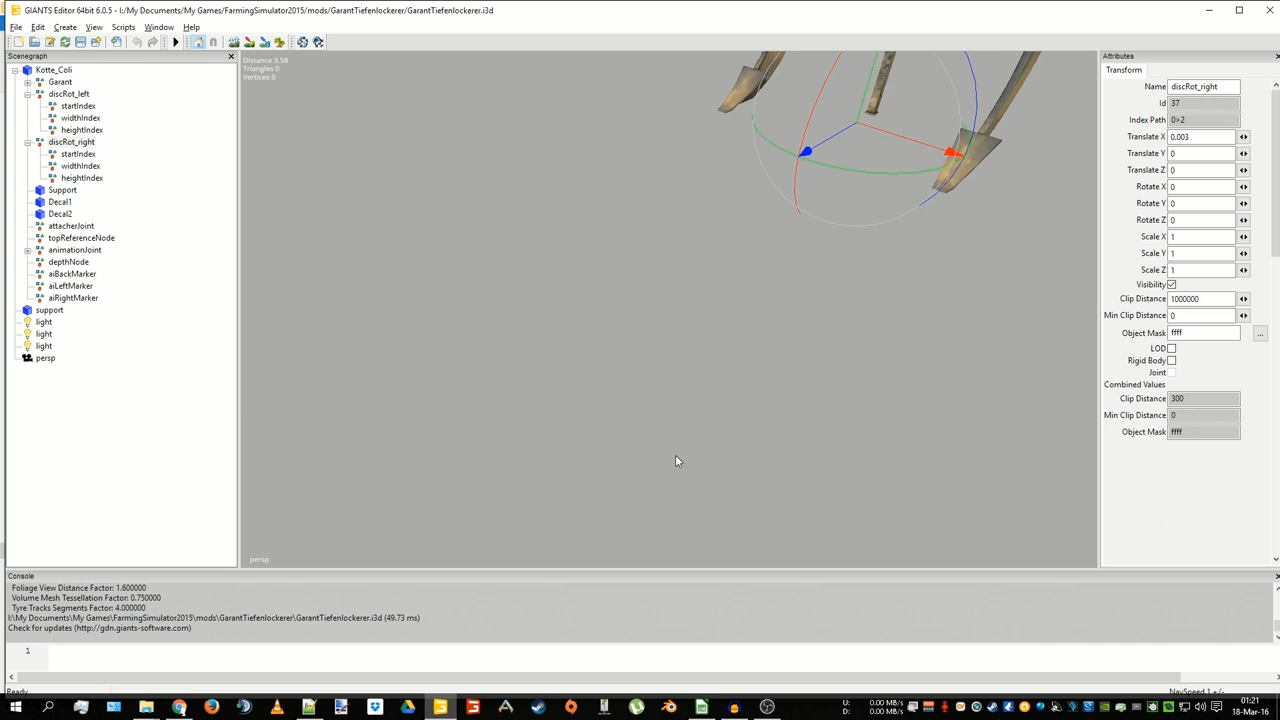 GIANTS Editor 64bit 6.0.5 - I:/My Documents/My Games/FarmingSimulator2015/mods/GarantTiefenlockerer/GarantTiefenlockerer.i3d
File Edit Create View Scripts Window Help
Scenegraph
Kotte_Coli
Garant
discRot_left
startIndex
widthIndex
heightIndex
discRot_right
startIndex
widthIndex
heightIndex
Support
Decal1
Decal2
attacherJoint
topReferenceNode
animationJoint
depthNode
aiBackMarker
aiLeftMarker
aiRightMarker
support
light
light
light
persp
Distance 3.58
Triangles 0
Vertices 0
persp
Attributes
Transform
Name discRot_right
Id 37
Index Path 0>2
Translate X 0.003
Translate Y 0
Translate Z 0
Rotate X 0
Rotate Y 0
Rotate Z 0
Scale X 1
Scale Y 1
Scale Z 1
Visibility
Clip Distance 1000000
Min Clip Distance 0
Object Mask ffff ...
LOD
Rigid Body
Joint
Combined Values
Clip Distance 300
Min Clip Distance 0
Object Mask ffff
Console
Foliage View Distance Factor: 1.600000
Volume Mesh Tessellation Factor: 0.750000
Tyre Tracks Segments Factor: 4.000000
I:\My Documents\My Games\FarmingSimulator2015\mods\GarantTiefenlockerer\GarantTiefenlockerer.i3d (49.73 ms)
Check for updates (http://gdn.giants-software.com)
1
Ready
NavSpeed 1 +/-
U: 0.00 MB/s
D: 0.00 MB/s
01:21
18-Mar-16